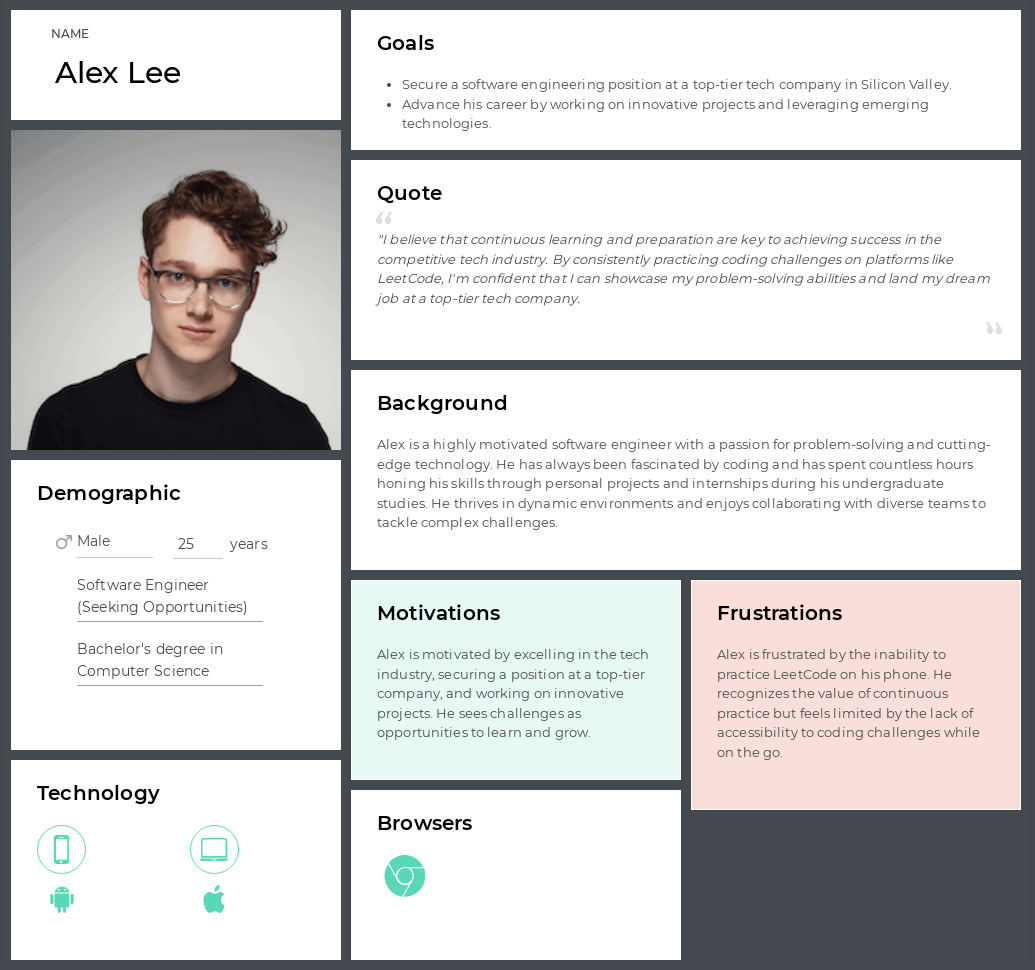 NAME
Alex Lee
Demographic
Male 25 years
Software Engineer
(Seeking Opportunities)
Bachelor's degree in
Computer Science
Technology
Goals
• Secure a software engineering position at a top-tier tech company in Silicon Valley.
• Advance his career by working on innovative projects and leveraging emerging
technologies.
Quote
“
"I believe that continuous learning and preparation are key to achieving success in the
competitive tech industry. By consistently practicing coding challenges on platforms like
LeetCode, I'm confident that I can showcase my problem-solving abilities and land my dream
job at a top-tier tech company.
”
Background
Alex is a highly motivated software engineer with a passion for problem-solving and cutting-
edge technology. He has always been fascinated by coding and has spent countless hours
honing his skills through personal projects and internships during his undergraduate
studies. He thrives in dynamic environments and enjoys collaborating with diverse teams to
tackle complex challenges.
Motivations
Alex is motivated by excelling in the tech
industry, securing a position at a top-tier
company, and working on innovative
projects. He sees challenges as
opportunities to learn and grow.
Frustrations
Alex is frustrated by the inability to
practice LeetCode on his phone. He
recognizes the value of continuous
practice but feels limited by the lack of
accessibility to coding challenges while
on the go.
Browsers